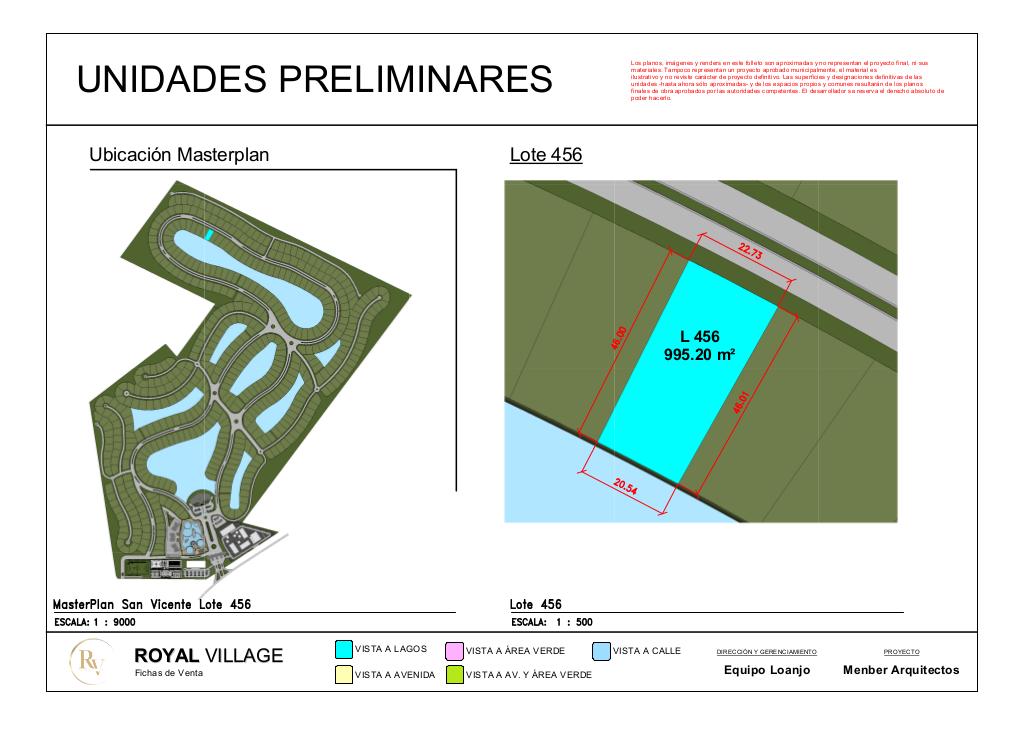 UNIDADES PRELIMINARES
Los planos, imágenes y renders en este folleto son aproximadas y no representan el proyecto final, ni sus
materiales. Tampoco representan un proyecto aprobado municipalmente, el material es
ilustrativo y no reviste carácter de proyecto definitivo. Las superficies y designaciones definitivas de las
unidades -hasta ahora sólo aproximadas- y de los espacios propios y comunes resultarán de los planos
finales de obra aprobados por las autoridades competentes. El desarrollador se reserva el derecho absoluto de
poder hacerlo.
Ubicación Masterplan
Lote 456
22.73
46.00
L 456
995.20 m²
46.01
20.54
MasterPlan San Vicente Lote 456
ESCALA: 1 : 9000
Lote 456
ESCALA: 1 : 500
RV
ROYAL VILLAGE
Fichas de Venta
VISTA A LAGOS
VISTA A ÁREA VERDE
VISTA A CALLE
VISTA A AVENIDA
VISTA A AV. Y ÁREA VERDE
DIRECCIÓN Y GERENCIAMIENTO
Equipo Loanjo
PROYECTO
Menber Arquitectos